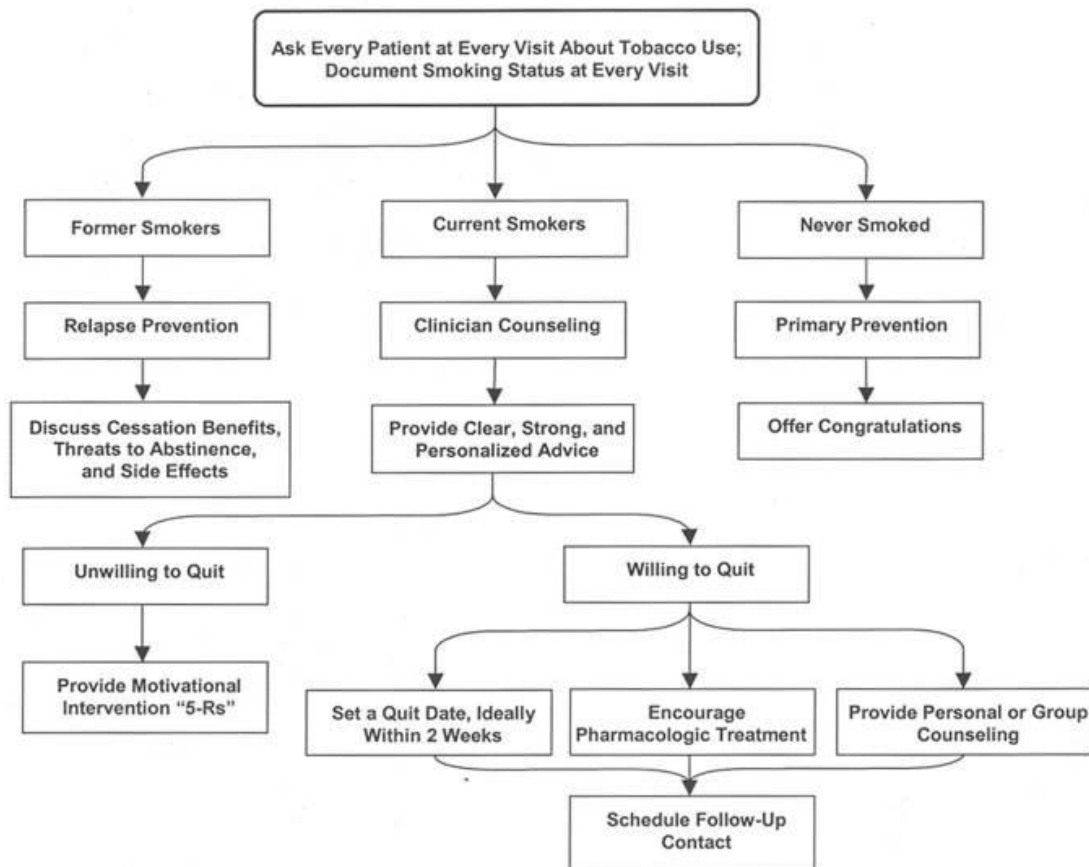 Ask Every Patient at Every Visit About Tobacco Use;
Document Smoking Status at Every Visit
Former Smokers
Current Smokers
Never Smoked
Relapse Prevention
Clinician Counseling
Primary Prevention
Discuss Cessation Benefits,
Threats to Abstinence,
and Side Effects
Provide Clear, Strong, and
Personalized Advice
Offer Congratulations
Unwilling to Quit
Willing to Quit
Provide Motivational
Intervention “5-Rs”
Set a Quit Date, Ideally
Within 2 Weeks
Encourage
Pharmacologic Treatment
Provide Personal or Group
Counseling
Schedule Follow-Up
Contact